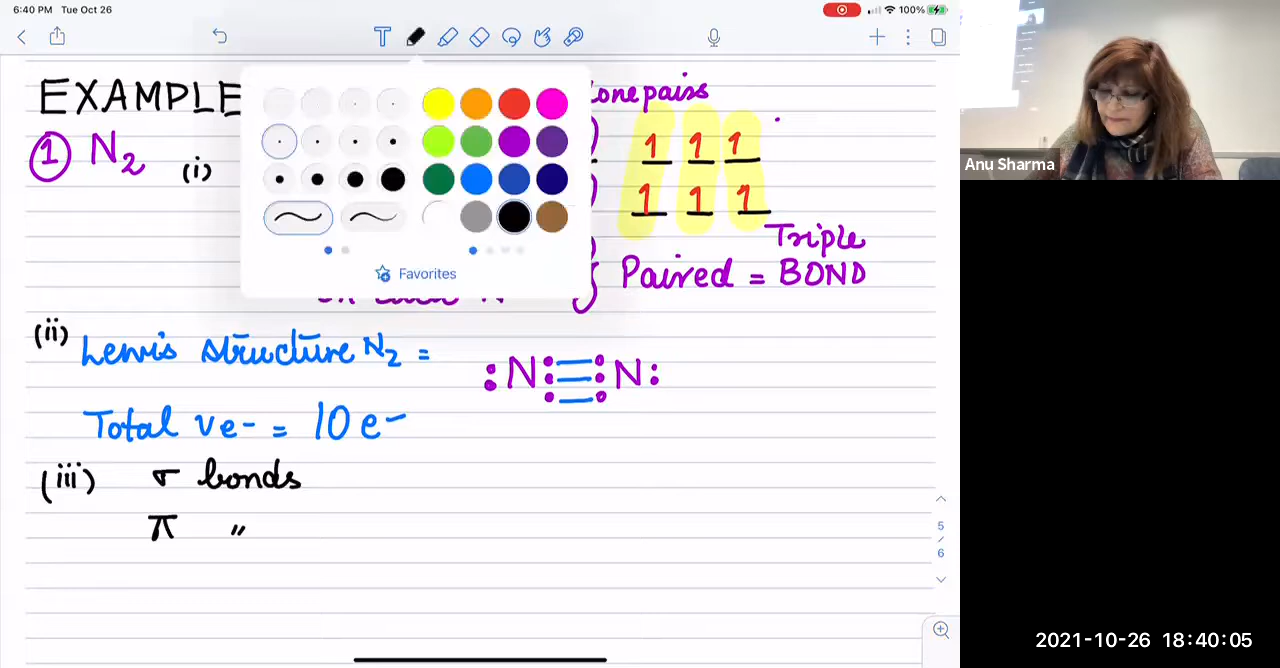 6:40 PM Tue Oct 26
100%
EXAMPLE
lone pairs
① N2 (i)
1 1 1
1 1 1
Triple
Paired = BOND
Favorites
(ii) Lewis structure N2 = :N≡N:
Total ve- = 10 e-
(iii) σ bonds
π "
5
/
6
Anu Sharma
2021-10-26 18:40:05